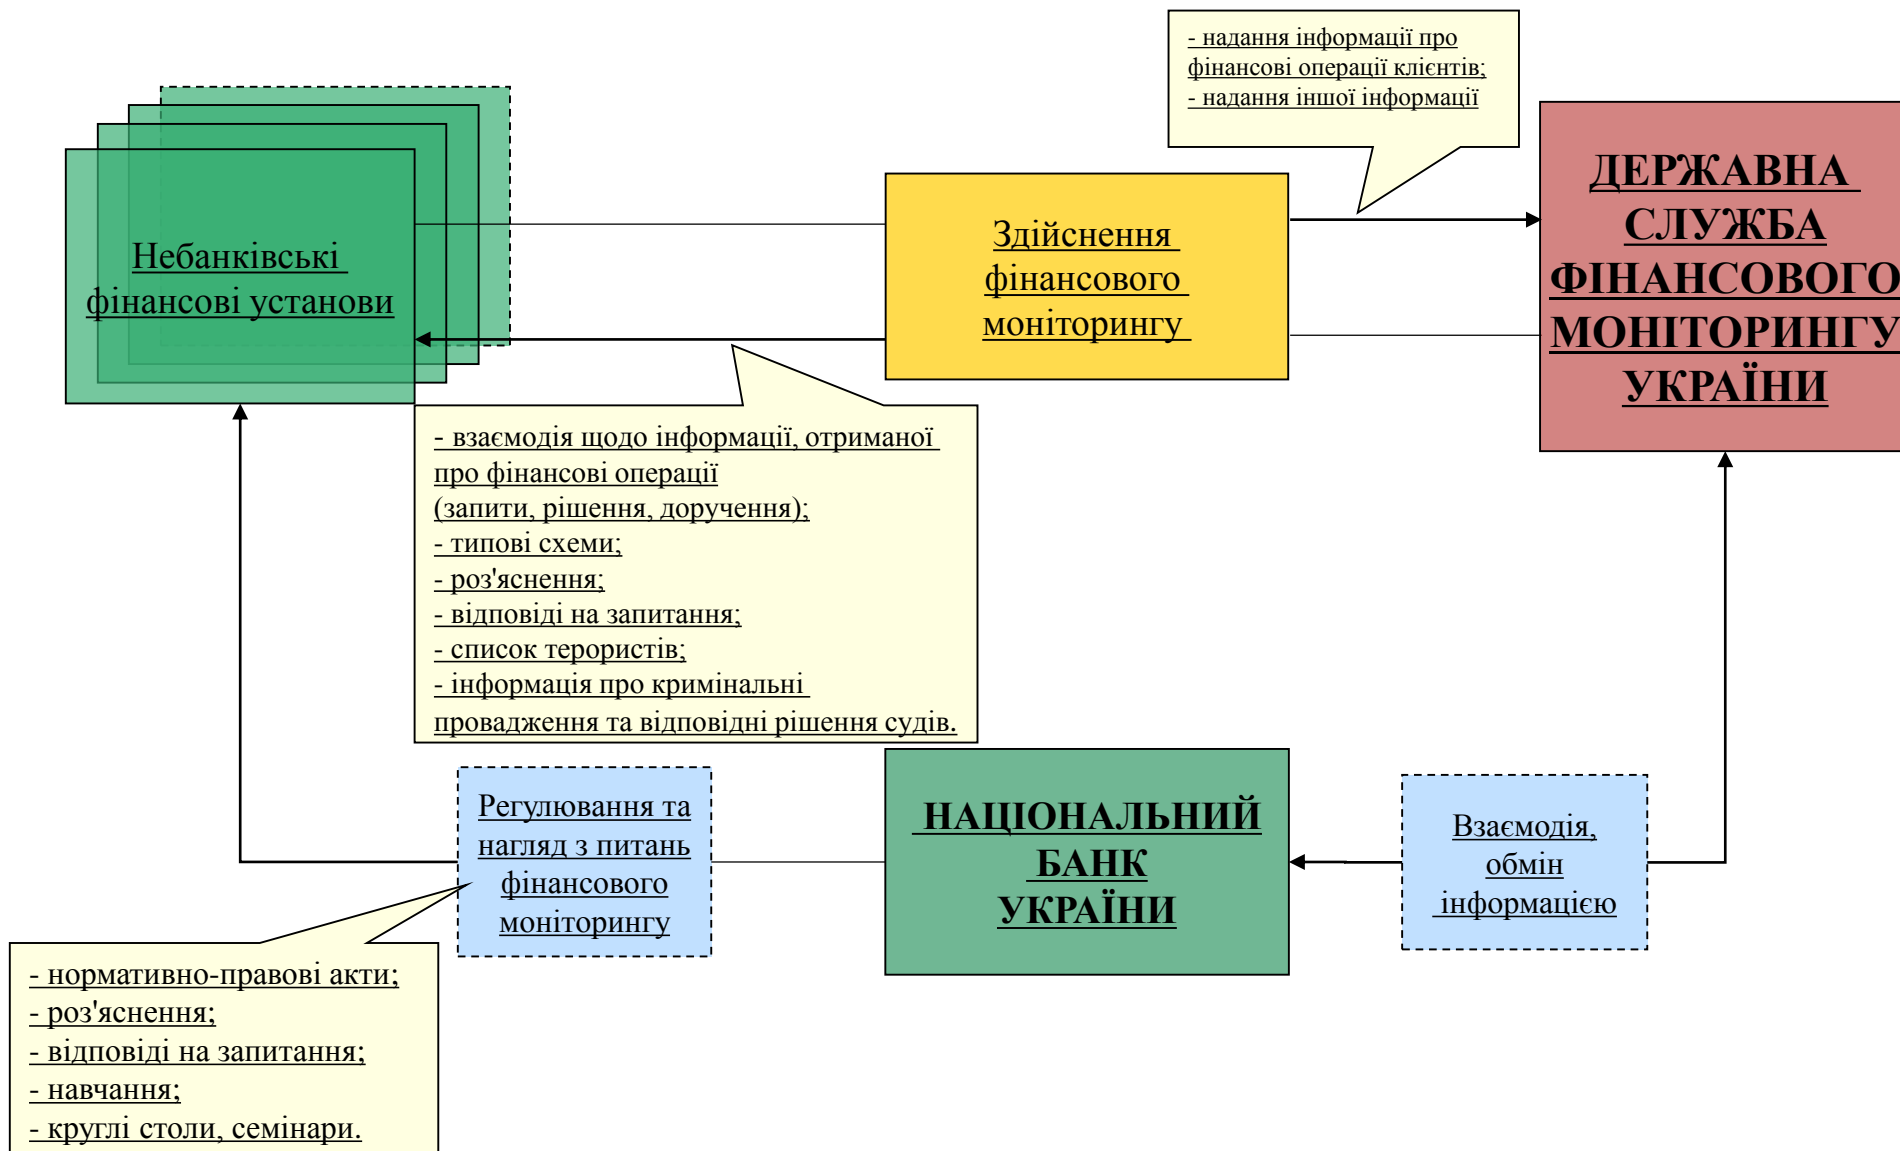 - надання інформації про
фінансові операції клієнтів;
- надання іншої інформації
ДЕРЖАВНА
СЛУЖБА
ФІНАНСОВОГО
МОНІТОРИНГУ
УКРАЇНИ
Небанківські
фінансові установи
Здійснення
фінансового
моніторингу
- взаємодія щодо інформації, отриманої
про фінансові операції
(запити, рішення, доручення);
- типові схеми;
- роз'яснення;
- відповіді на запитання;
- список терористів;
- інформація про кримінальні
провадження та відповідні рішення судів.
Регулювання та
нагляд з питань
фінансового
моніторингу
НАЦІОНАЛЬНИЙ
БАНК
УКРАЇНИ
Взаємодія,
обмін
інформацією
- нормативно-правові акти;
- роз'яснення;
- відповіді на запитання;
- навчання;
- круглі столи, семінари.